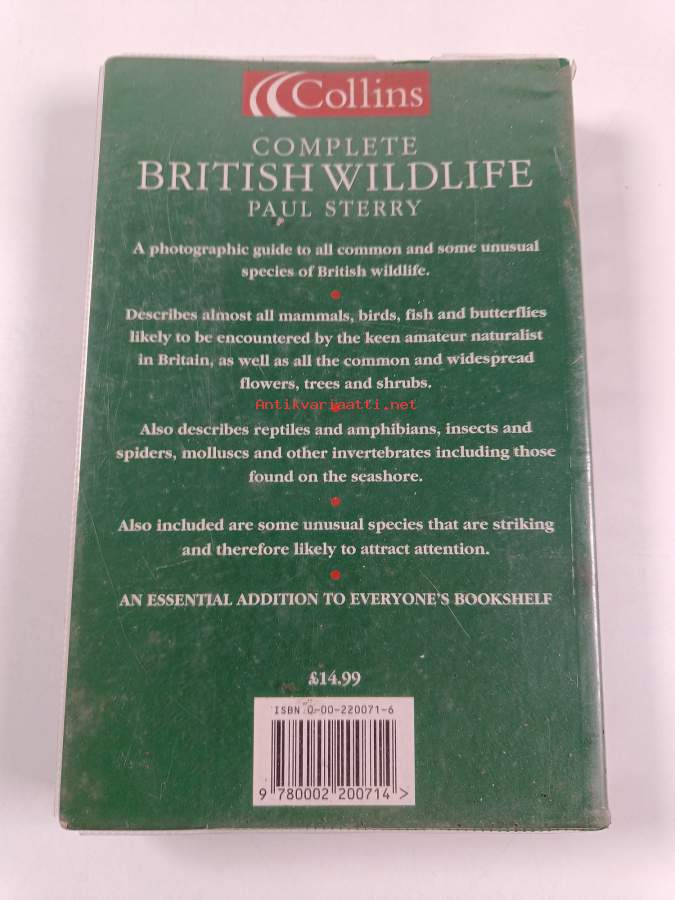 Collins
COMPLETE
BRITISH WILDLIFE
PAUL STERRY
A photographic guide to all common and some unusual
species of British wildlife.
Describes almost all mammals, birds, fish and butterflies
likely to be encountered by the keen amateur naturalist
in Britain, as well as all the common and widespread
flowers, trees and shrubs.
Antikvariaatti.net
Also describes reptiles and amphibians, insects and
spiders, molluscs and other invertebrates including those
found on the seashore.
Also included are some unusual species that are striking
and therefore likely to attract attention.
AN ESSENTIAL ADDITION TO EVERYONE'S BOOKSHELF
£14.99
ISBN 0-00-220071-6
9 780002 200714 >